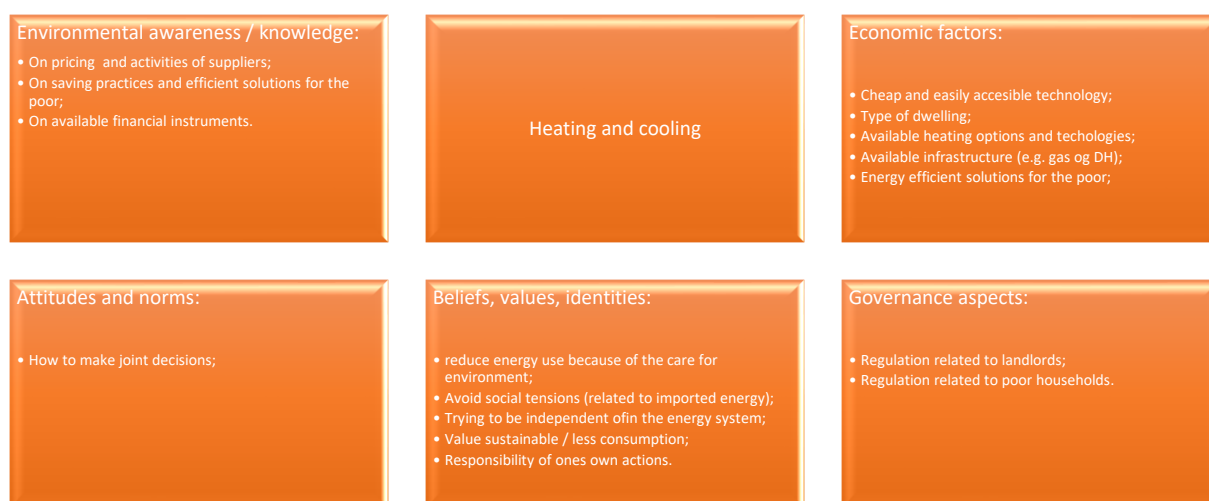 Environmental awareness / knowledge:
• On pricing and activities of suppliers;
• On saving practices and efficient solutions for the
poor;
• On available financial instruments.
Heating and cooling
Economic factors:
• Cheap and easily accesible technology;
• Type of dwelling;
• Available heating options and techologies;
• Available infrastructure (e.g. gas og DH);
• Energy efficient solutions for the poor;
Attitudes and norms:
• How to make joint decisions;
Beliefs, values, identities:
• reduce energy use because of the care for
environment;
• Avoid social tensions (related to imported energy);
• Trying to be independent ofin the energy system;
• Value sustainable / less consumption;
• Responsibility of ones own actions.
Governance aspects:
• Regulation related to landlords;
• Regulation related to poor households.